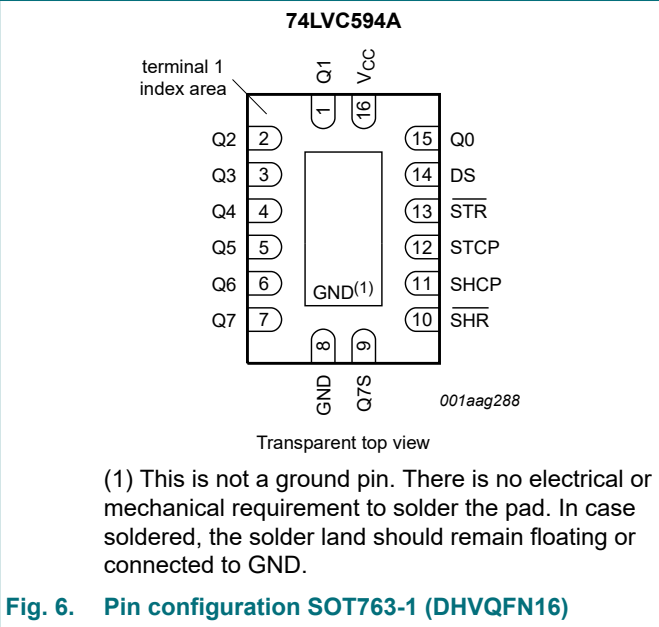 74LVC594A
terminal 1
index area
Q1
VCC
1
16
Q2
2
15
Q0
Q3
3
14
DS
Q4
4
13
STR
Q5
5
12
STCP
Q6
6
11
SHCP
GND(1)
Q7
7
10
SHR
8
9
GND
Q7S
001aag288
Transparent top view
(1) This is not a ground pin. There is no electrical or
mechanical requirement to solder the pad. In case
soldered, the solder land should remain floating or
connected to GND.
Fig. 6. Pin configuration SOT763-1 (DHVQFN16)